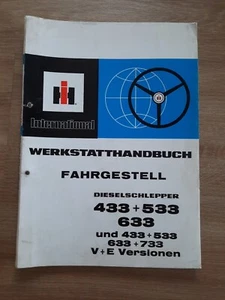 International
WERKSTATTHANDBUCH
FAHRGESTELL
DIESELSCHLEPPER
433+533
633
und 433+533
633+733
V+E Versionen